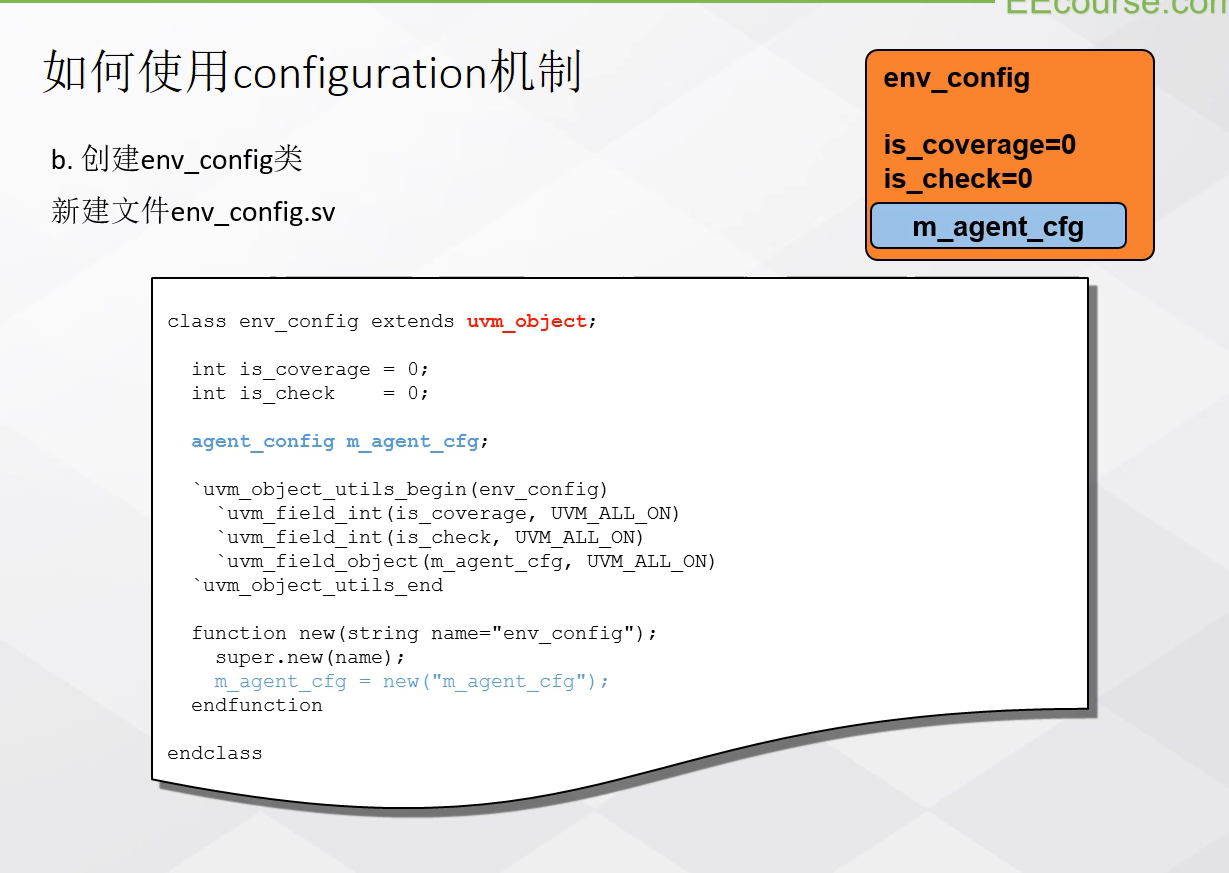 EEcourse.com
如何使用configuration机制
env_config
is_coverage=0
is_check=0
m_agent_cfg
b. 创建env_config类
新建文件env_config.sv
class env_config extends uvm_object;
int is_coverage = 0;
int is_check    = 0;
agent_config m_agent_cfg;
`uvm_object_utils_begin(env_config)
`uvm_field_int(is_coverage, UVM_ALL_ON)
`uvm_field_int(is_check, UVM_ALL_ON)
`uvm_field_object(m_agent_cfg, UVM_ALL_ON)
`uvm_object_utils_end
function new(string name="env_config");
super.new(name);
m_agent_cfg = new("m_agent_cfg");
endfunction
endclass